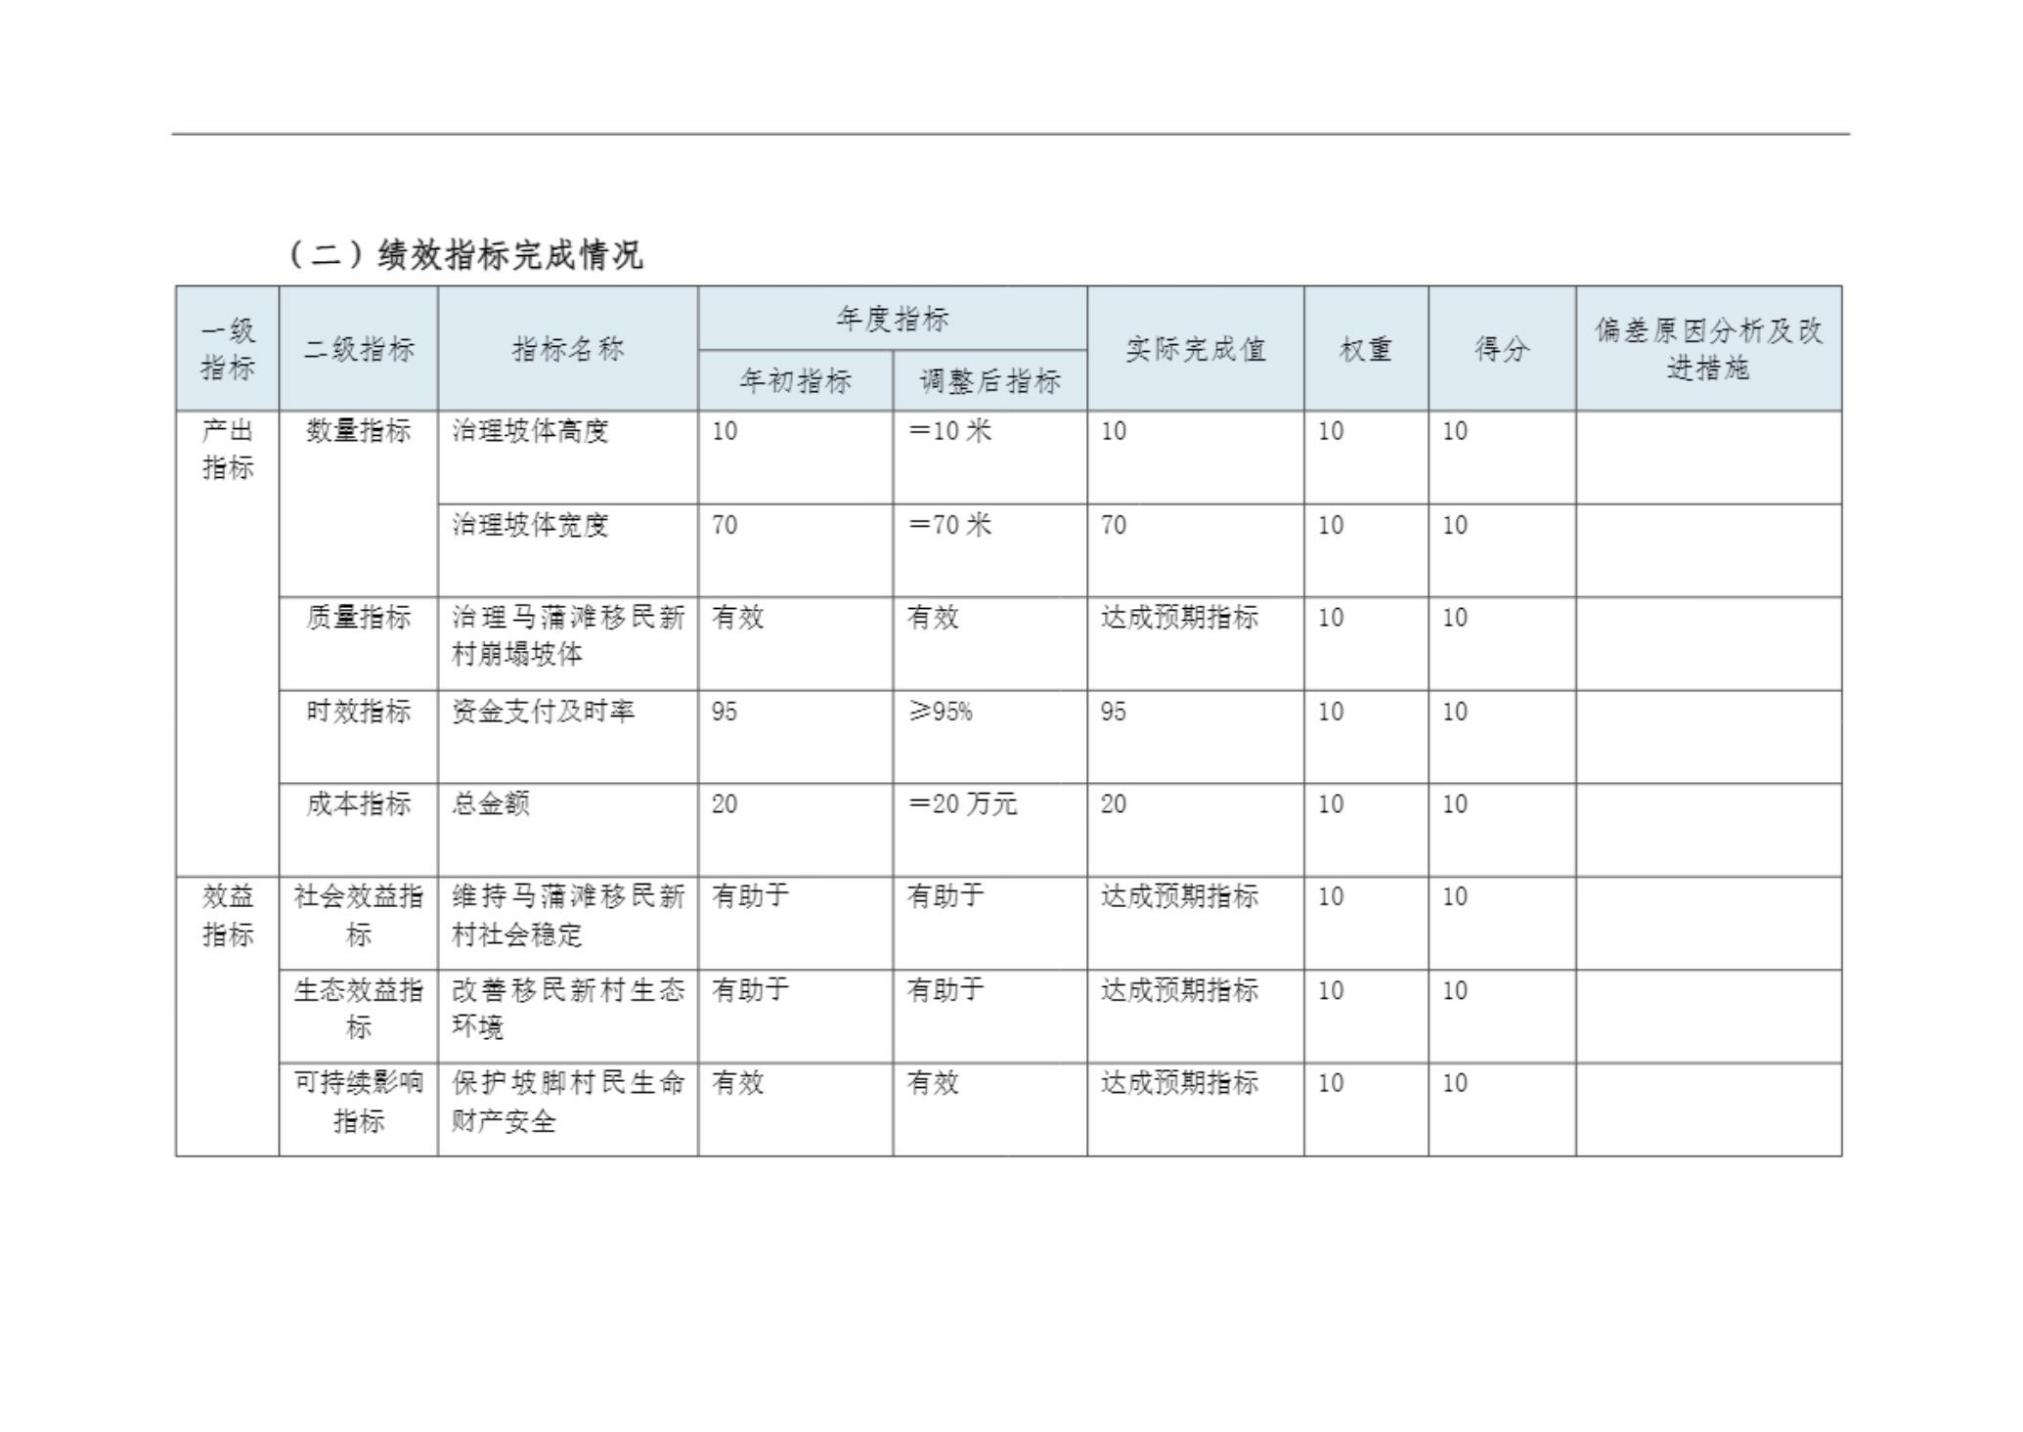 （二）绩效指标完成情况
一级指标 二级指标 指标名称 年度指标 实际完成值 权重 得分 偏差原因分析及改进措施
年初指标 调整后指标
产出指标 数量指标 治理坡体高度 10 ＝10 米 10 10 10
治理坡体宽度 70 ＝70 米 70 10 10
质量指标 治理马蒲滩移民新村崩塌坡体 有效 有效 达成预期指标 10 10
时效指标 资金支付及时率 95 ≥95% 95 10 10
成本指标 总金额 20 ＝20 万元 20 10 10
效益指标 社会效益指标 维持马蒲滩移民新村社会稳定 有助于 有助于 达成预期指标 10 10
生态效益指标 改善移民新村生态环境 有助于 有助于 达成预期指标 10 10
可持续影响指标 保护坡脚村民生命财产安全 有效 有效 达成预期指标 10 10